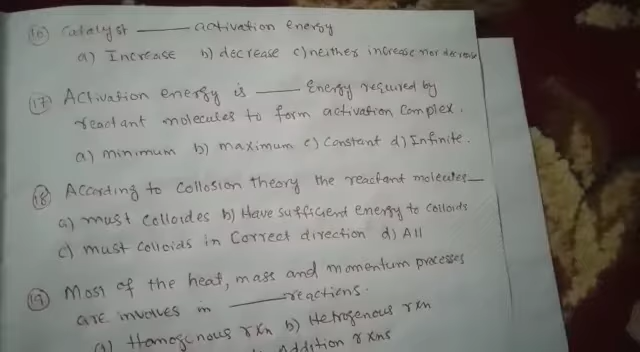 (16) Catalyst ——— activation energy
a) Increase b) decrease c) neither increase nor decrease
(17) Activation energy is ——— Energy required by
reactant molecules to form activation Complex.
a) minimum b) maximum c) Constant d) Infinite.
(18) According to Collosion theory the reactant molecules—
a) must Colloides b) Have sufficient energy to Colloids
c) must Colloids in Correct direction d) All
(19) Most of the heat, mass and momentum processes
are involves in ——— reactions.
a) Homogenous rxn b) Hetrogenous rxn
Addition rxns